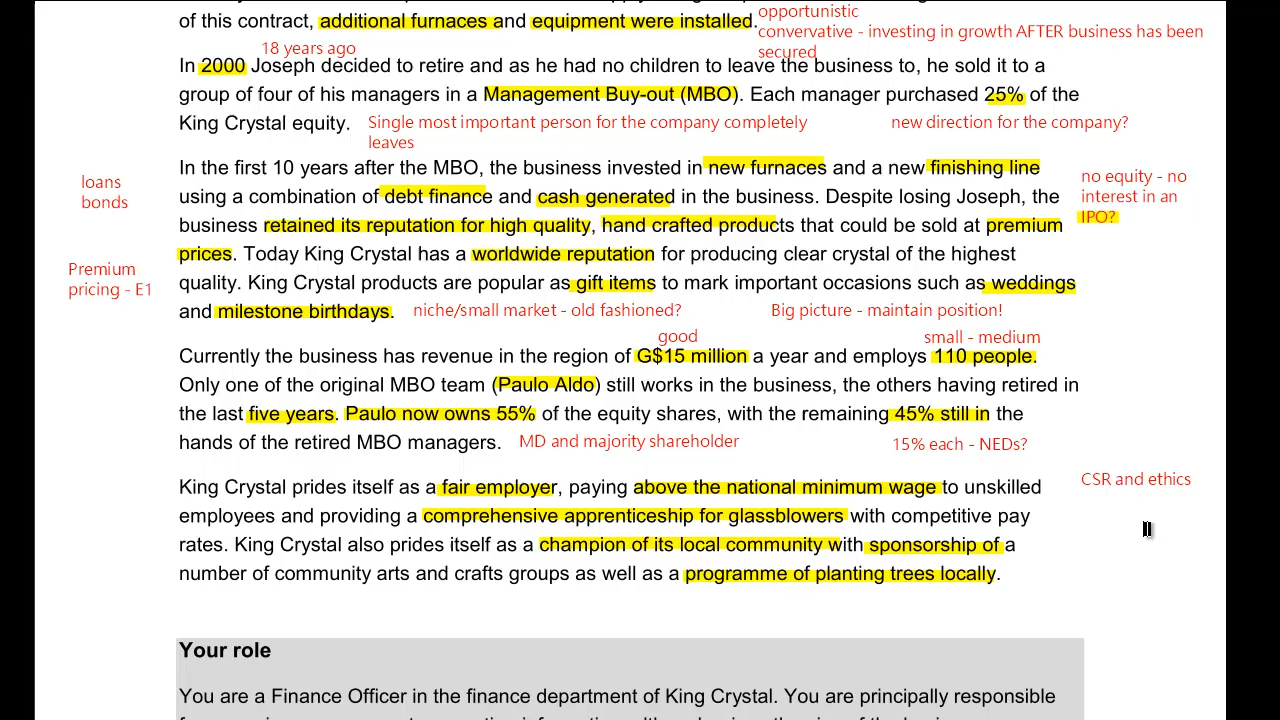 of this contract, additional furnaces and equipment were installed.
opportunistic
convervative - investing in growth AFTER business has been
secured
18 years ago
In 2000 Joseph decided to retire and as he had no children to leave the business to, he sold it to a
group of four of his managers in a Management Buy-out (MBO). Each manager purchased 25% of the
King Crystal equity.
Single most important person for the company completely
leaves
new direction for the company?
In the first 10 years after the MBO, the business invested in new furnaces and a new finishing line
using a combination of debt finance and cash generated in the business. Despite losing Joseph, the
business retained its reputation for high quality, hand crafted products that could be sold at premium
prices. Today King Crystal has a worldwide reputation for producing clear crystal of the highest
quality. King Crystal products are popular as gift items to mark important occasions such as weddings
and milestone birthdays.
loans
bonds
no equity - no
interest in an
IPO?
Premium
pricing - E1
niche/small market - old fashioned?
Big picture - maintain position!
good
small - medium
Currently the business has revenue in the region of G$15 million a year and employs 110 people.
Only one of the original MBO team (Paulo Aldo) still works in the business, the others having retired in
the last five years. Paulo now owns 55% of the equity shares, with the remaining 45% still in the
hands of the retired MBO managers.
MD and majority shareholder
15% each - NEDs?
King Crystal prides itself as a fair employer, paying above the national minimum wage to unskilled
employees and providing a comprehensive apprenticeship for glassblowers with competitive pay
rates. King Crystal also prides itself as a champion of its local community with sponsorship of a
number of community arts and crafts groups as well as a programme of planting trees locally.
CSR and ethics
Your role
You are a Finance Officer in the finance department of King Crystal. You are principally responsible